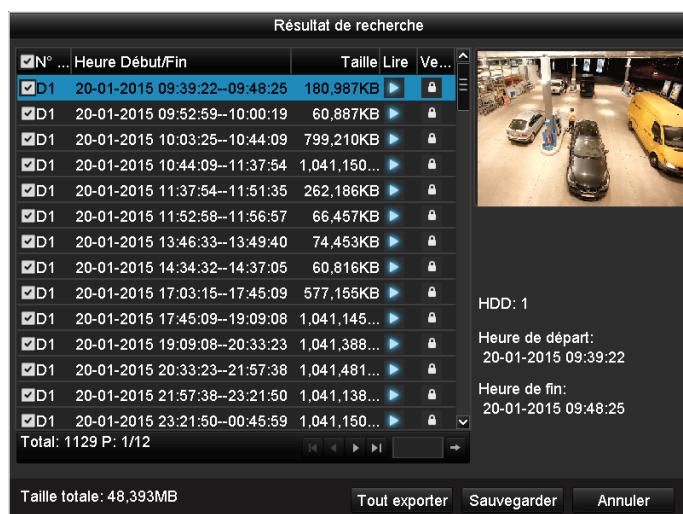 Résultat de recherche
N° ... Heure Début/Fin Taille Lire Ve...
D1 20-01-2015 09:39:22--09:48:25 180,987KB
D1 20-01-2015 09:52:59--10:00:19 60,887KB
D1 20-01-2015 10:03:25--10:44:09 799,210KB
D1 20-01-2015 10:44:09--11:37:54 1,041,150...
D1 20-01-2015 11:37:54--11:51:35 262,186KB
D1 20-01-2015 11:52:58--11:56:57 66,457KB
D1 20-01-2015 13:46:33--13:49:40 74,453KB
D1 20-01-2015 14:34:32--14:37:05 60,816KB
D1 20-01-2015 17:03:15--17:45:09 577,155KB
D1 20-01-2015 17:45:09--19:09:08 1,041,145...
D1 20-01-2015 19:09:08--20:33:23 1,041,388...
D1 20-01-2015 20:33:23--21:57:38 1,041,481...
D1 20-01-2015 21:57:38--23:21:50 1,041,138...
D1 20-01-2015 23:21:50--00:45:59 1,041,150...
Total: 1129 P: 1/12
HDD: 1
Heure de départ:
20-01-2015 09:39:22
Heure de fin:
20-01-2015 09:48:25
Taille totale: 48,393MB
Tout exporter
Sauvegarder
Annuler